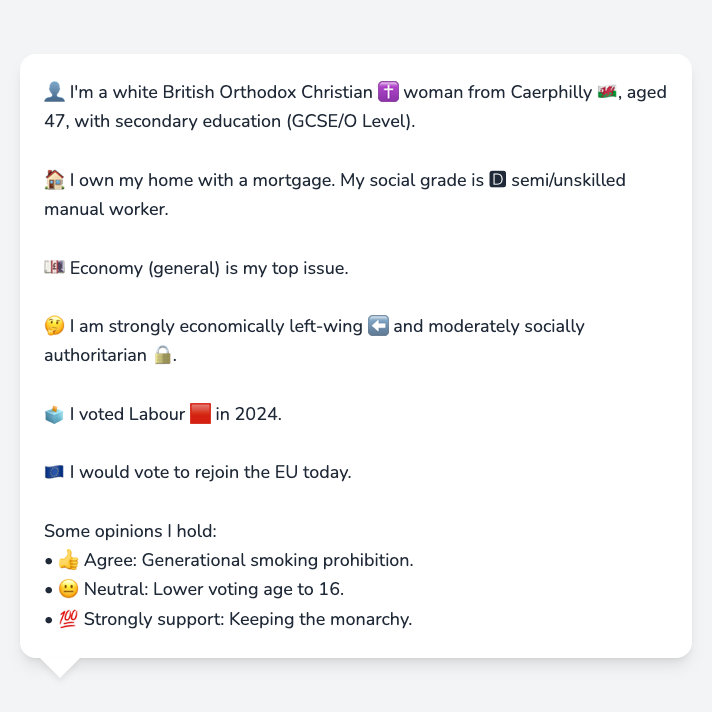 👤 I'm a white British Orthodox Christian ✝️ woman from Caerphilly 🏴󠁧󠁢󠁷󠁬󠁳󠁿, aged
47, with secondary education (GCSE/O Level).
🏠 I own my home with a mortgage. My social grade is 🅳 semi/unskilled
manual worker.
💷 Economy (general) is my top issue.
🤔 I am strongly economically left-wing ⬅️ and moderately socially
authoritarian 🔒.
🗳️ I voted Labour 🟥 in 2024.
🇪🇺 I would vote to rejoin the EU today.
Some opinions I hold:
• 👍 Agree: Generational smoking prohibition.
• 😐 Neutral: Lower voting age to 16.
• 💯 Strongly support: Keeping the monarchy.